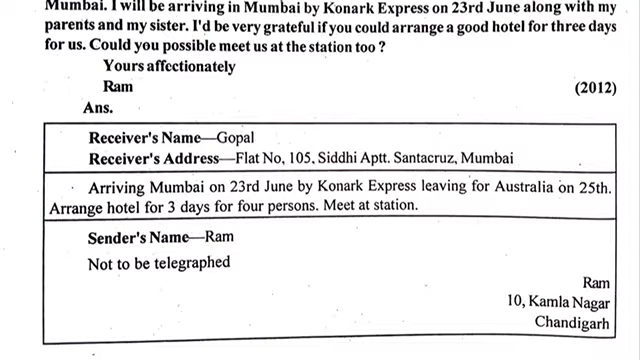 Mumbai. I will be arriving in Mumbai by Konark Express on 23rd June along with my
parents and my sister. I'd be very grateful if you could arrange a good hotel for three days
for us. Could you possible meet us at the station too ?
Yours affectionately
Ram (2012)
Ans.
Receiver's Name—Gopal
Receiver's Address—Flat No, 105, Siddhi Aptt. Santacruz, Mumbai
Arriving Mumbai on 23rd June by Konark Express leaving for Australia on 25th.
Arrange hotel for 3 days for four persons. Meet at station.
Sender's Name—Ram
Not to be telegraphed
Ram
10, Kamla Nagar
Chandigarh